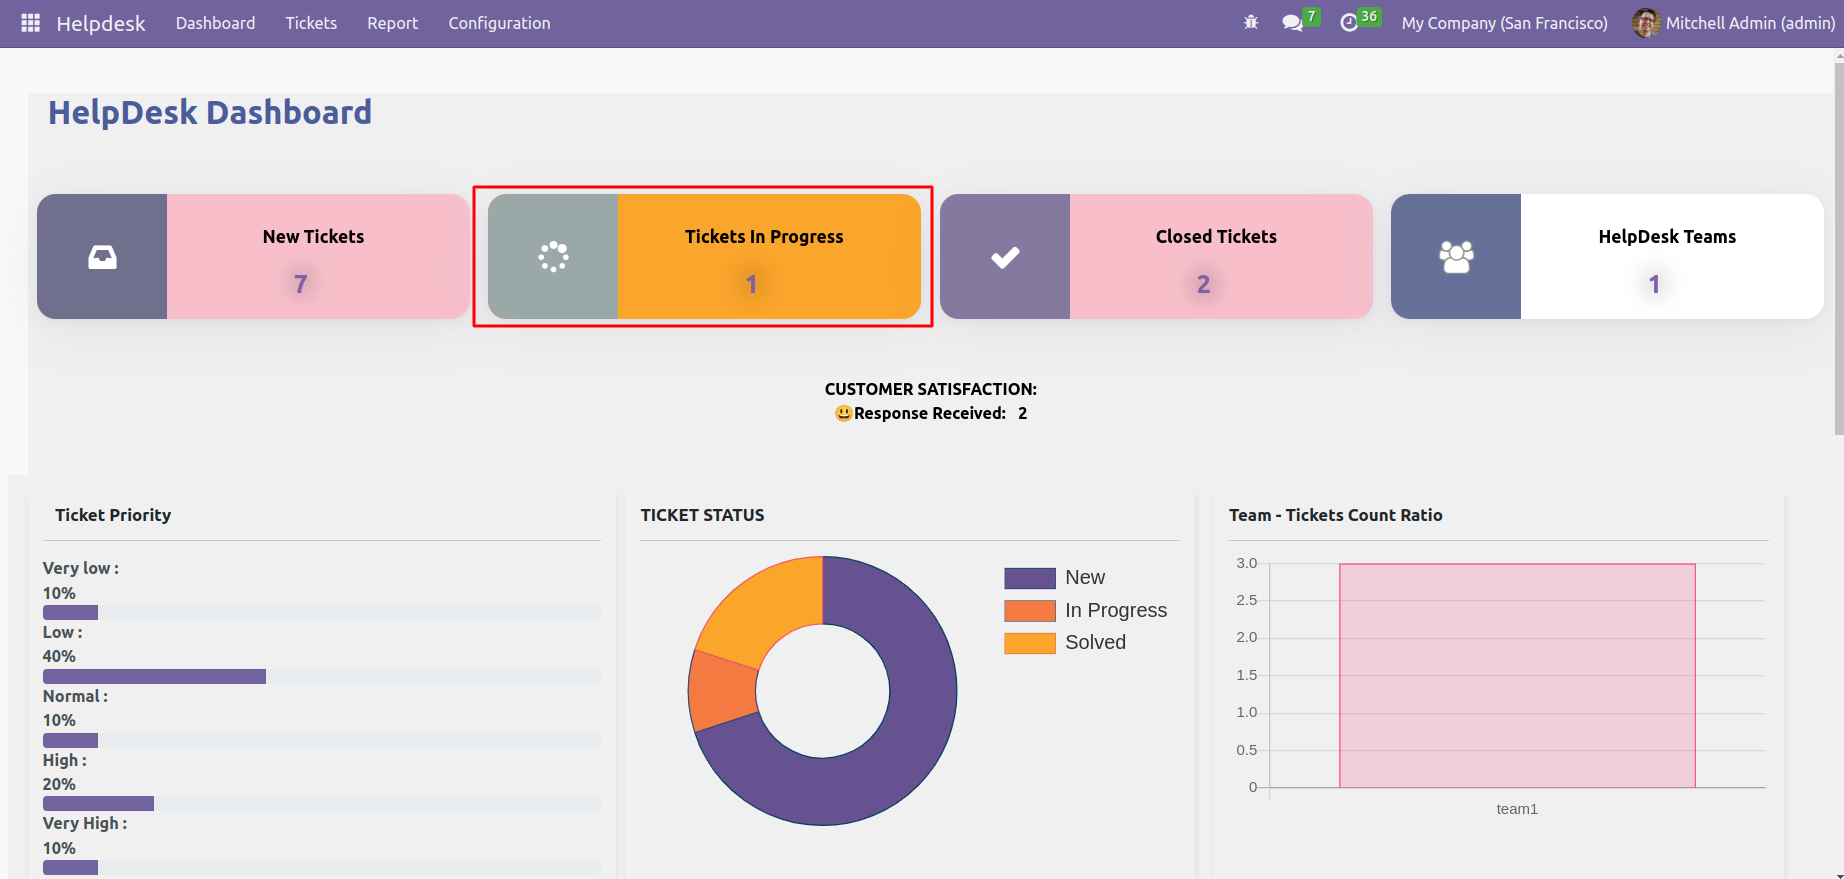 Helpdesk Dashboard Tickets Report Configuration 7 36 My Company (San Francisco) Mitchell Admin (admin)
HelpDesk Dashboard
New Tickets
7
Tickets In Progress
1
Closed Tickets
2
HelpDesk Teams
1
CUSTOMER SATISFACTION:
😃Response Received: 2
Ticket Priority
Very low :
10%
Low :
40%
Normal :
10%
High :
20%
Very High :
10%
TICKET STATUS
New
In Progress
Solved
Team - Tickets Count Ratio
3.0
2.5
2.0
1.5
1.0
0.5
0
team1